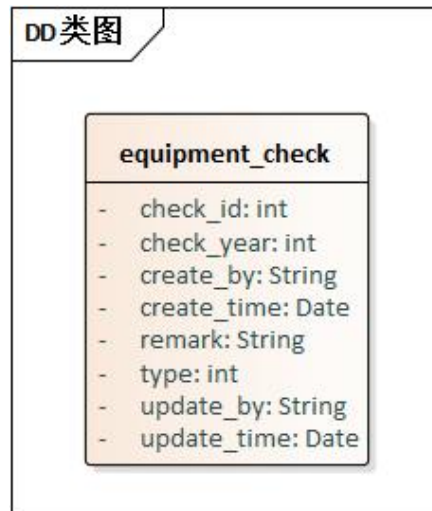 DD类图
equipment_check
- check_id: int
- check_year: int
- create_by: String
- create_time: Date
- remark: String
- type: int
- update_by: String
- update_time: Date